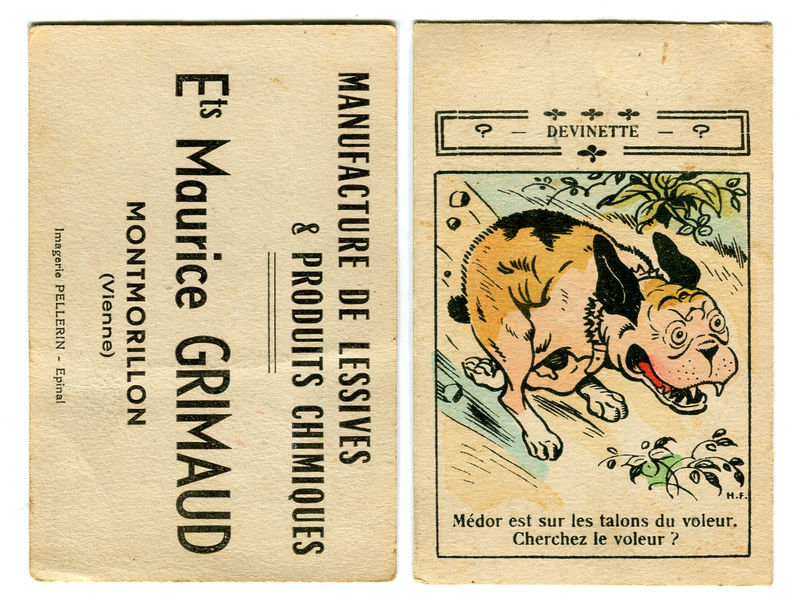 MANUFACTURE DE LESSIVES
& PRODUITS CHIMIQUES
Ets Maurice GRIMAUD
MONTMORILLON
(Vienne)
Imagerie PELLERIN - Epinal
? — DEVINETTE — ?
H.F.
Médor est sur les talons du voleur.
Cherchez le voleur ?